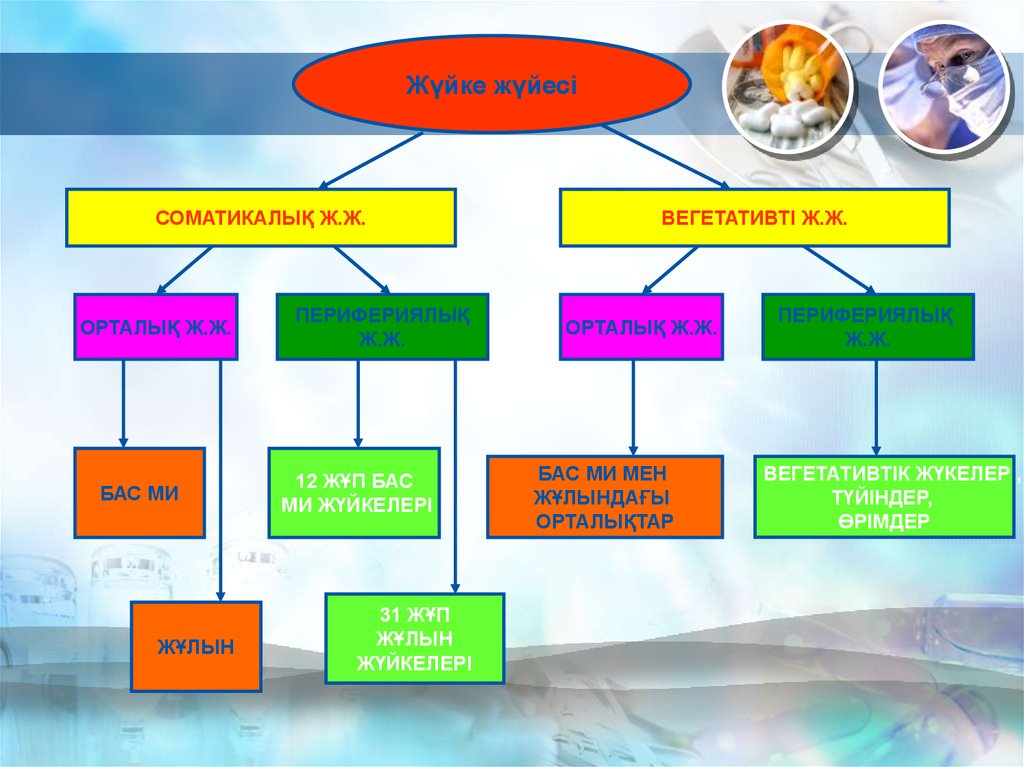 Жүйке жүйесі
СОМАТИКАЛЫҚ Ж.Ж.
ВЕГЕТАТИВТІ Ж.Ж.
ОРТАЛЫҚ Ж.Ж.
ПЕРИФЕРИЯЛЫҚ
Ж.Ж.
ОРТАЛЫҚ Ж.Ж.
ПЕРИФЕРИЯЛЫҚ
Ж.Ж.
БАС МИ
12 ЖҰП БАС
МИ ЖҮЙКЕЛЕРІ
БАС МИ МЕН
ЖҰЛЫНДАҒЫ
ОРТАЛЫҚТАР
ВЕГЕТАТИВТІК ЖҮКЕЛЕР ,
ТҮЙІНДЕР,
ӨРІМДЕР
ЖҰЛЫН
31 ЖҰП
ЖҰЛЫН
ЖҮЙКЕЛЕРІ